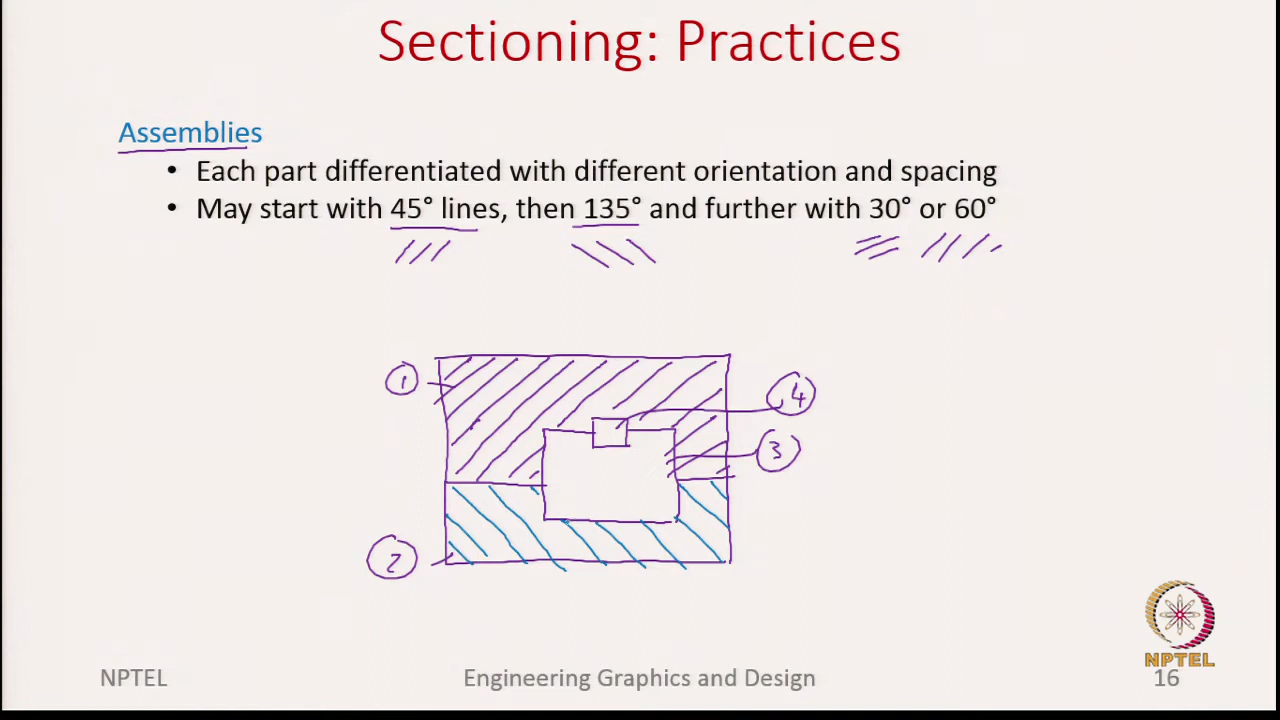 Sectioning: Practices
Assemblies
• Each part differentiated with different orientation and spacing
• May start with 45° lines, then 135° and further with 30° or 60°
1
4
3
2
NPTEL
NPTEL
Engineering Graphics and Design
16